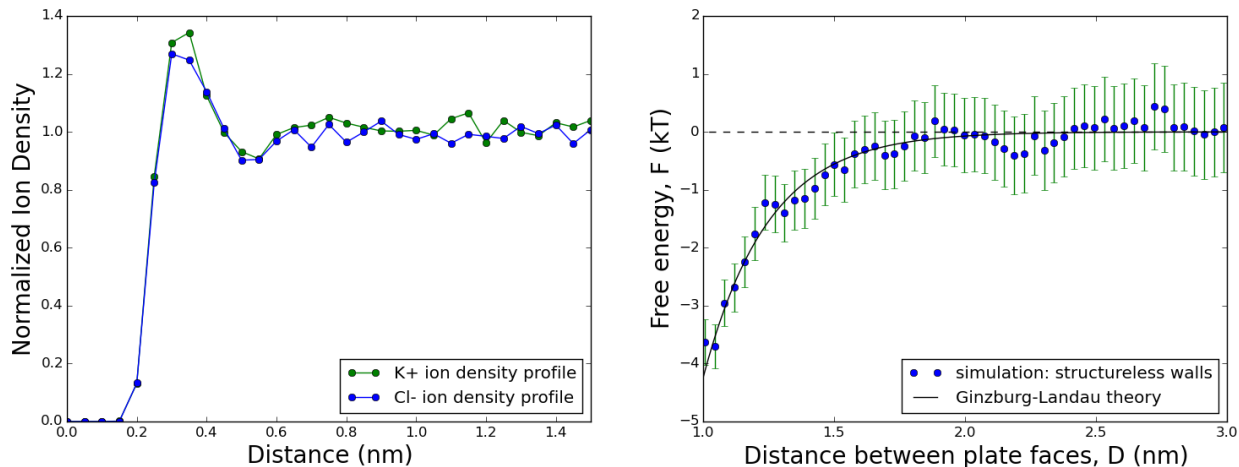 Normalized Ion Density
1.4
1.2
1.0
0.8
0.6
0.4
0.2
0.0
0.0 0.2 0.4 0.6 0.8 1.0 1.2 1.4
Distance (nm)
K+ ion density profile
Cl- ion density profile
Free energy, F (kT)
2
1
0
−1
−2
−3
−4
−5
1.0 1.5 2.0 2.5 3.0
Distance between plate faces, D (nm)
simulation: structureless walls
Ginzburg-Landau theory